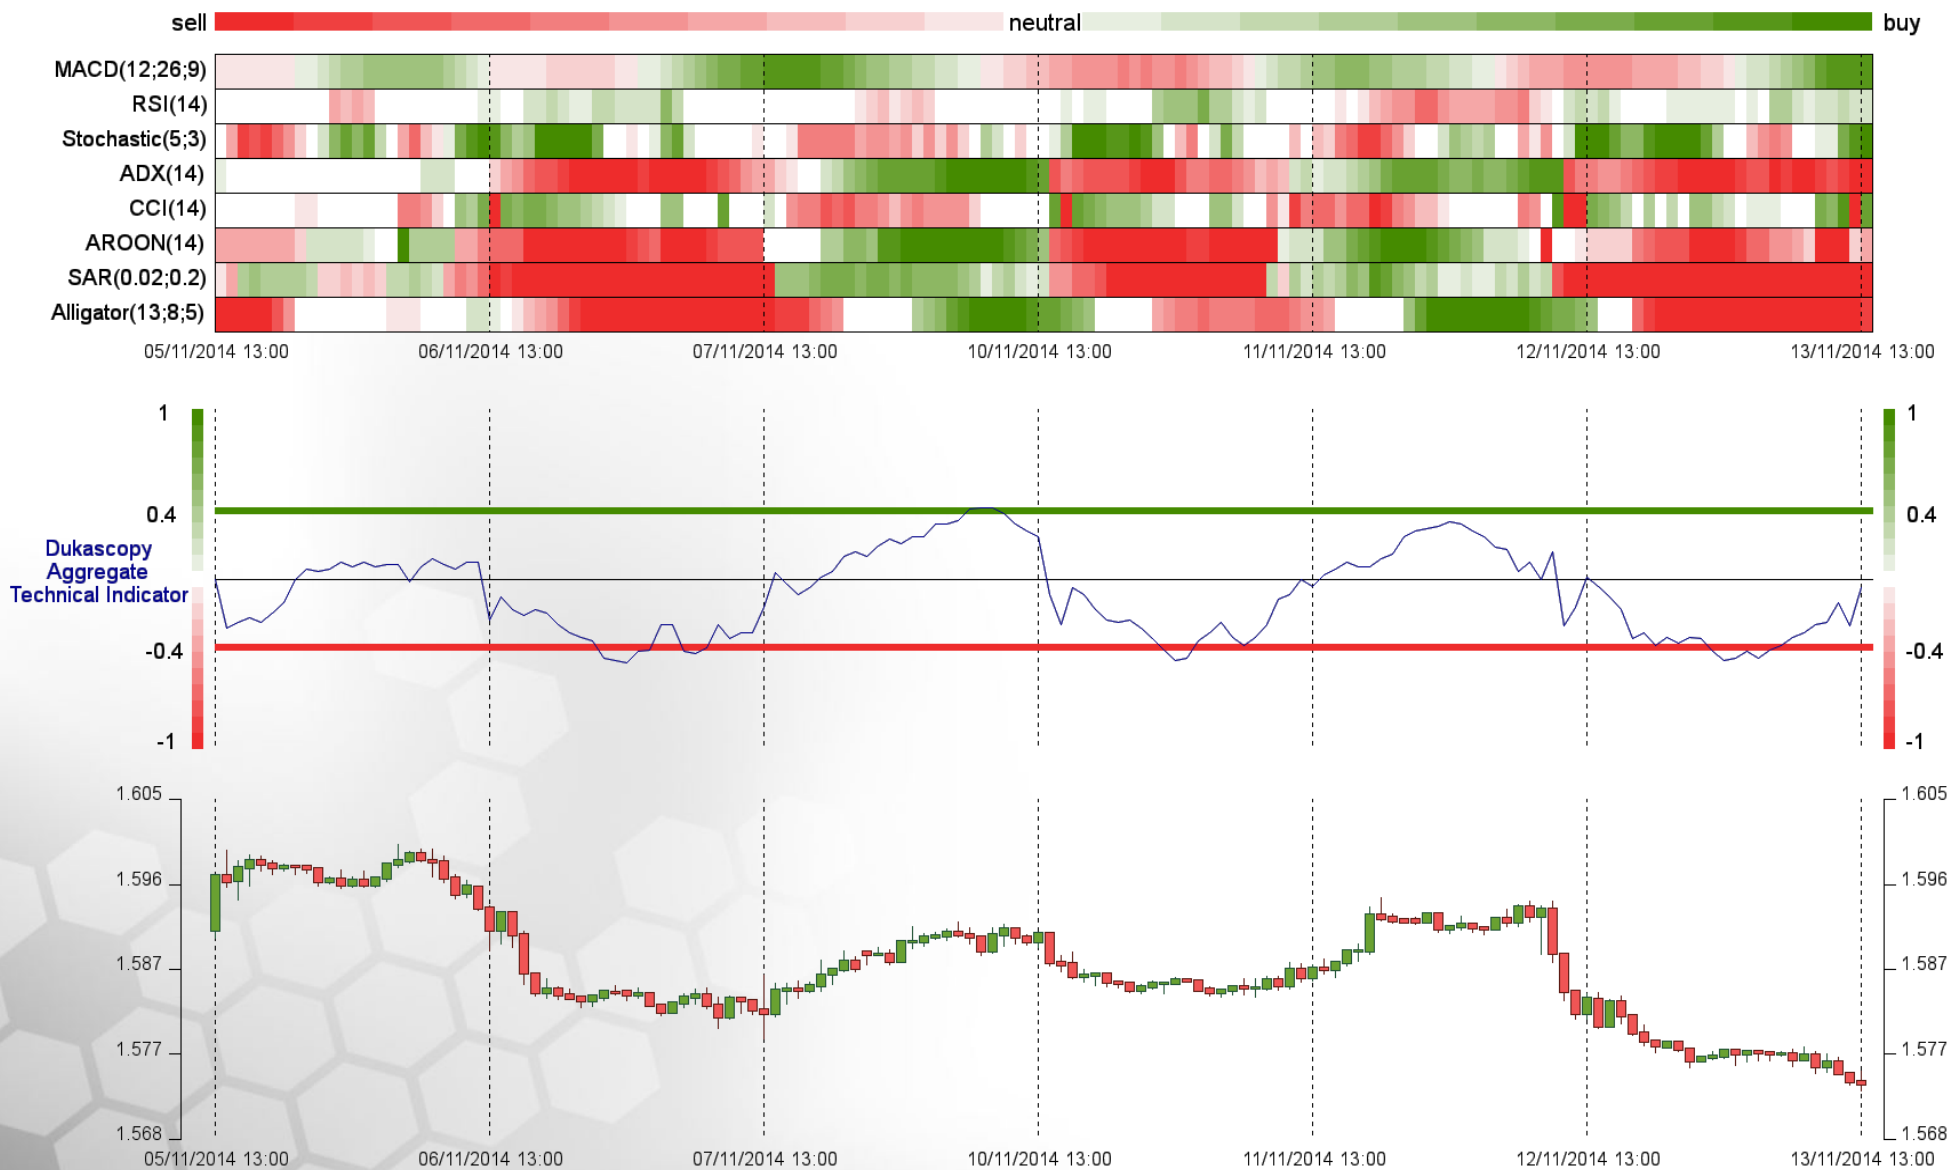 sell neutral buy
MACD(12;26;9)
RSI(14)
Stochastic(5;3)
ADX(14)
CCI(14)
AROON(14)
SAR(0.02;0.2)
Alligator(13;8;5)
05/11/2014 13:00 06/11/2014 13:00 07/11/2014 13:00 10/11/2014 13:00 11/11/2014 13:00 12/11/2014 13:00 13/11/2014 13:00
1 1
0.4 0.4
Dukascopy
Aggregate
Technical Indicator
-0.4 -0.4
-1 -1
1.605 1.605
1.596 1.596
1.587 1.587
1.577 1.577
1.568 1.568
05/11/2014 13:00 06/11/2014 13:00 07/11/2014 13:00 10/11/2014 13:00 11/11/2014 13:00 12/11/2014 13:00 13/11/2014 13:00